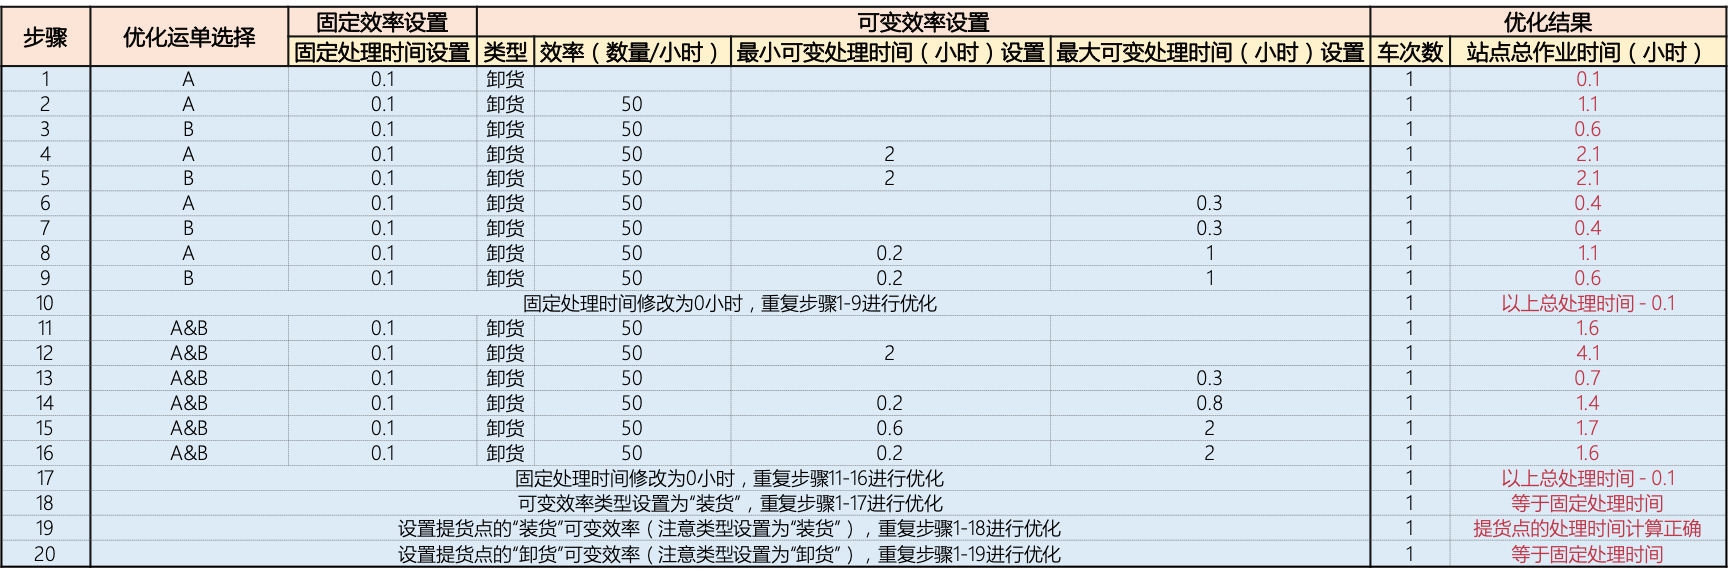 步骤 优化运单选择 固定效率设置 可变效率设置 优化结果
固定处理时间设置 类型 效率（数量/小时） 最小可变处理时间（小时）设置 最大可变处理时间（小时）设置 车次数 站点总作业时间（小时）
1 A 0.1 卸货 1 0.1
2 A 0.1 卸货 50 1 1.1
3 B 0.1 卸货 50 1 0.6
4 A 0.1 卸货 50 2 1 2.1
5 B 0.1 卸货 50 2 1 2.1
6 A 0.1 卸货 50 0.3 1 0.4
7 B 0.1 卸货 50 0.3 1 0.4
8 A 0.1 卸货 50 0.2 1 1 1.1
9 B 0.1 卸货 50 0.2 1 1 0.6
10 固定处理时间修改为0小时，重复步骤1-9进行优化 1 以上总处理时间 - 0.1
11 A&B 0.1 卸货 50 1 1.6
12 A&B 0.1 卸货 50 2 1 4.1
13 A&B 0.1 卸货 50 0.3 1 0.7
14 A&B 0.1 卸货 50 0.2 0.8 1 1.4
15 A&B 0.1 卸货 50 0.6 2 1 1.7
16 A&B 0.1 卸货 50 0.2 2 1 1.6
17 固定处理时间修改为0小时，重复步骤11-16进行优化 1 以上总处理时间 - 0.1
18 可变效率类型设置为“装货”，重复步骤1-17进行优化 1 等于固定处理时间
19 设置提货点的“装货”可变效率（注意类型设置为“装货”），重复步骤1-18进行优化 1 提货点的处理时间计算正确
20 设置提货点的“卸货”可变效率（注意类型设置为“卸货”），重复步骤1-19进行优化 1 等于固定处理时间